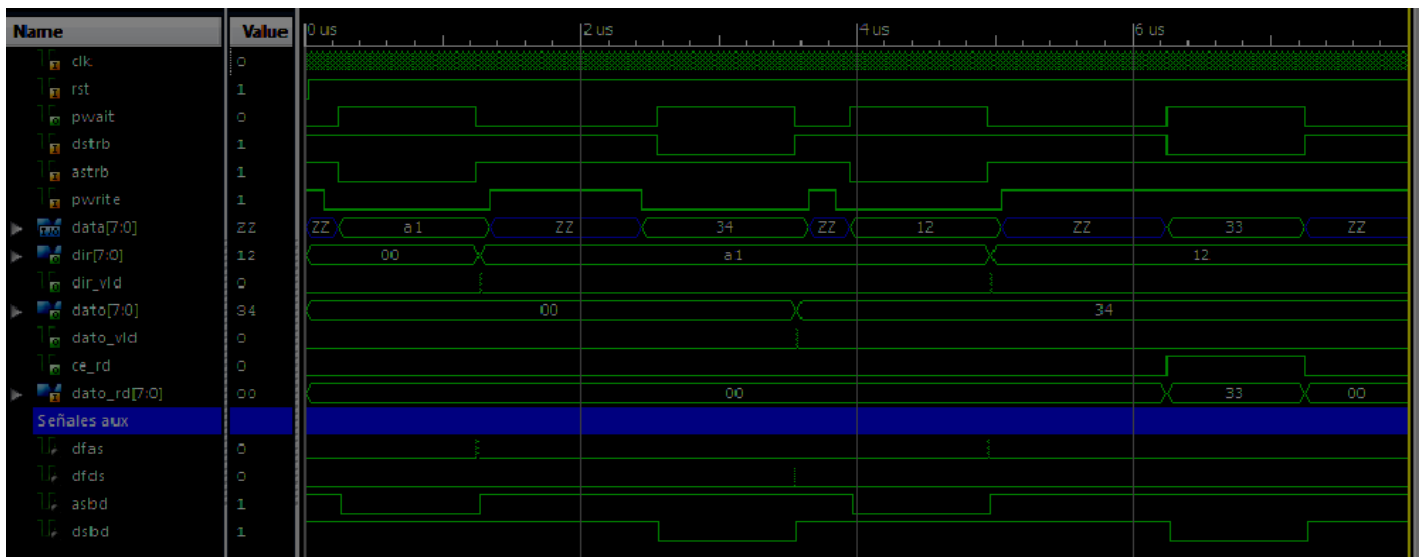 Name Value 0 us 2 us 4 us 6 us
clk 0
rst 1
pwait 0
dstrb 1
astrb 1
pwrite 1
data[7:0] ZZ ZZ a1 ZZ 34 ZZ 12 ZZ 33 ZZ
dir[7:0] 12 00 a1 12
dir_vld 0
dato[7:0] 34 00 34
dato_vld 0
ce_rd 0
dato_rd[7:0] 00 00 33 00
Señales aux
dfas 0
dfds 0
asbd 1
dsbd 1